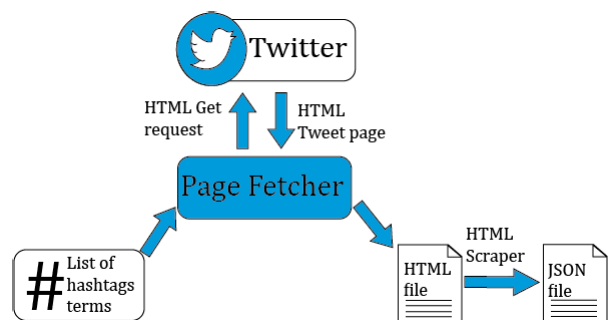 Twitter
HTML Get
request
HTML
Tweet page
Page Fetcher
# List of
hashtags
terms
HTML
file
HTML
Scraper
JSON
file